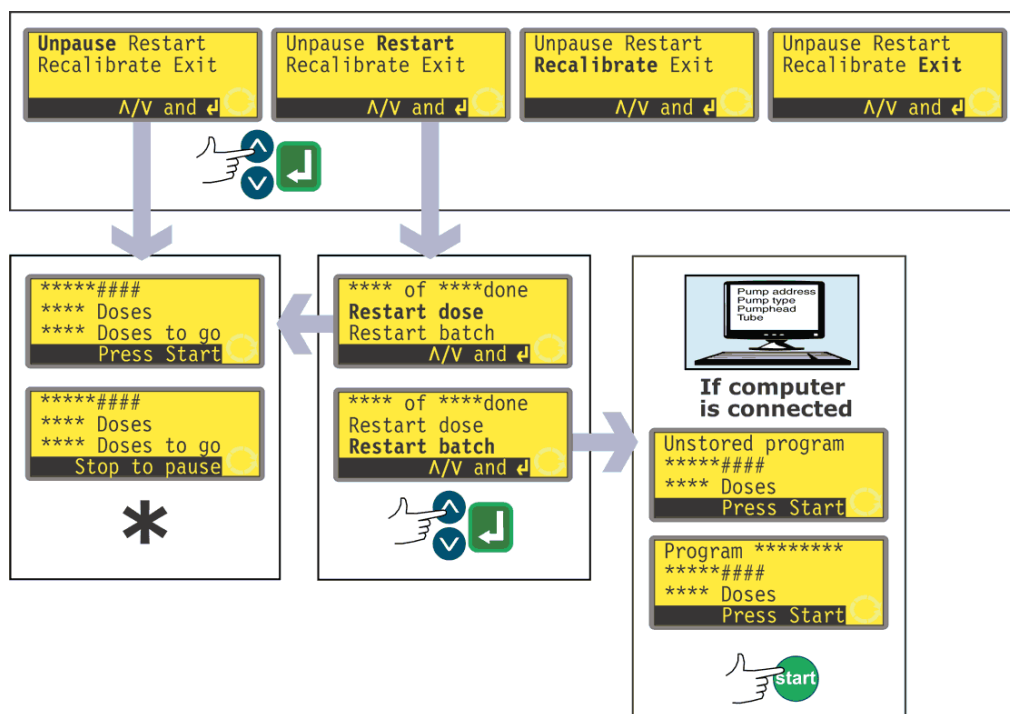 Unpause Restart
Recalibrate Exit
∧/∨ and ↲
Unpause Restart
Recalibrate Exit
∧/∨ and ↲
Unpause Restart
Recalibrate Exit
∧/∨ and ↲
Unpause Restart
Recalibrate Exit
∧/∨ and ↲
*****####
**** Doses
**** Doses to go
Press Start
*****####
**** Doses
**** Doses to go
Stop to pause
*
**** of ****done
Restart dose
Restart batch
∧/∨ and ↲
**** of ****done
Restart dose
Restart batch
∧/∨ and ↲
Pump address
Pump type
Pumphead
Tube
If computer
is connected
Unstored program
*****####
**** Doses
Press Start
Program ********
*****####
**** Doses
Press Start
start